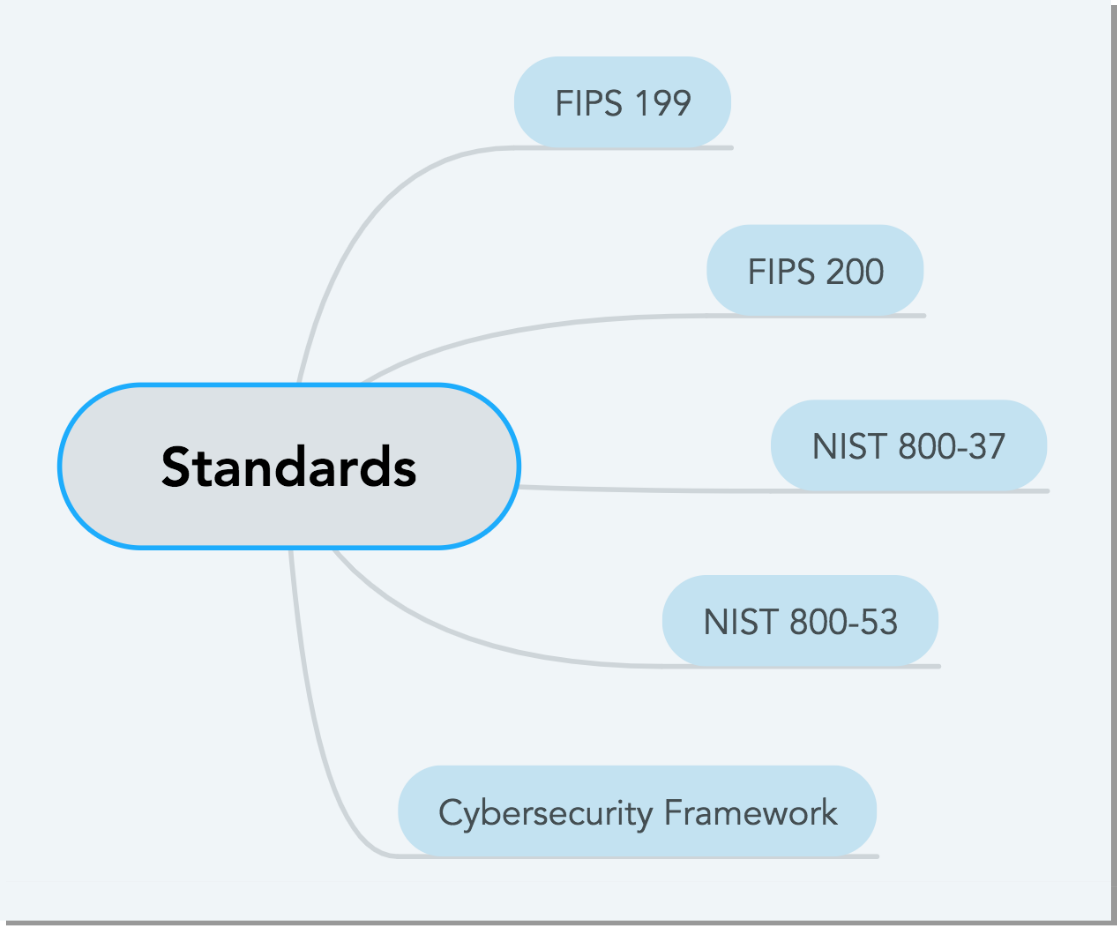 FIPS 199
FIPS 200
Standards
NIST 800-37
NIST 800-53
Cybersecurity Framework